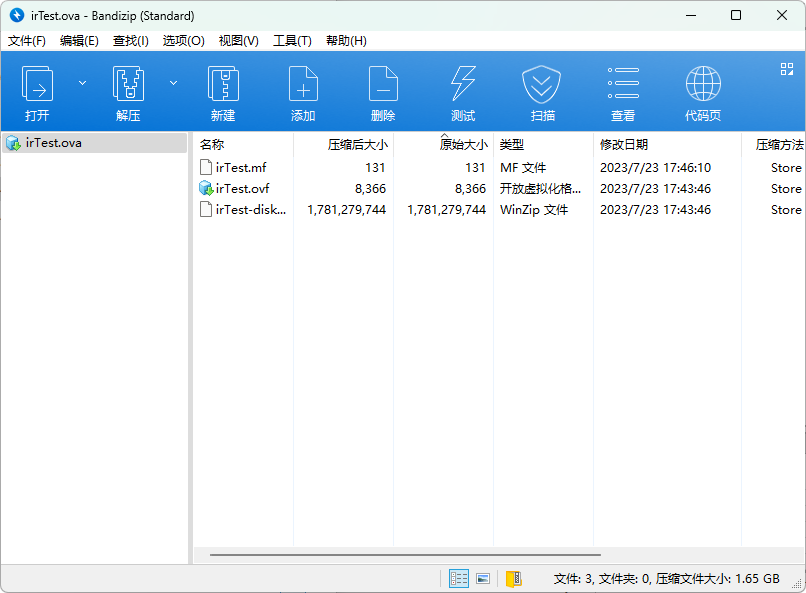 irTest.ova - Bandizip (Standard)
文件(F) 编辑(E) 查找(I) 选项(O) 视图(V) 工具(T) 帮助(H)
打开 解压 新建 添加 删除 测试 扫描 查看 代码页
irTest.ova
名称 压缩后大小 原始大小 类型 修改日期 压缩方法
irTest.mf 131 131 MF 文件 2023/7/23 17:46:10 Store
irTest.ovf 8,366 8,366 开放虚拟化格... 2023/7/23 17:43:46 Store
irTest-disk... 1,781,279,744 1,781,279,744 WinZip 文件 2023/7/23 17:43:46 Store
文件: 3, 文件夹: 0, 压缩文件大小: 1.65 GB